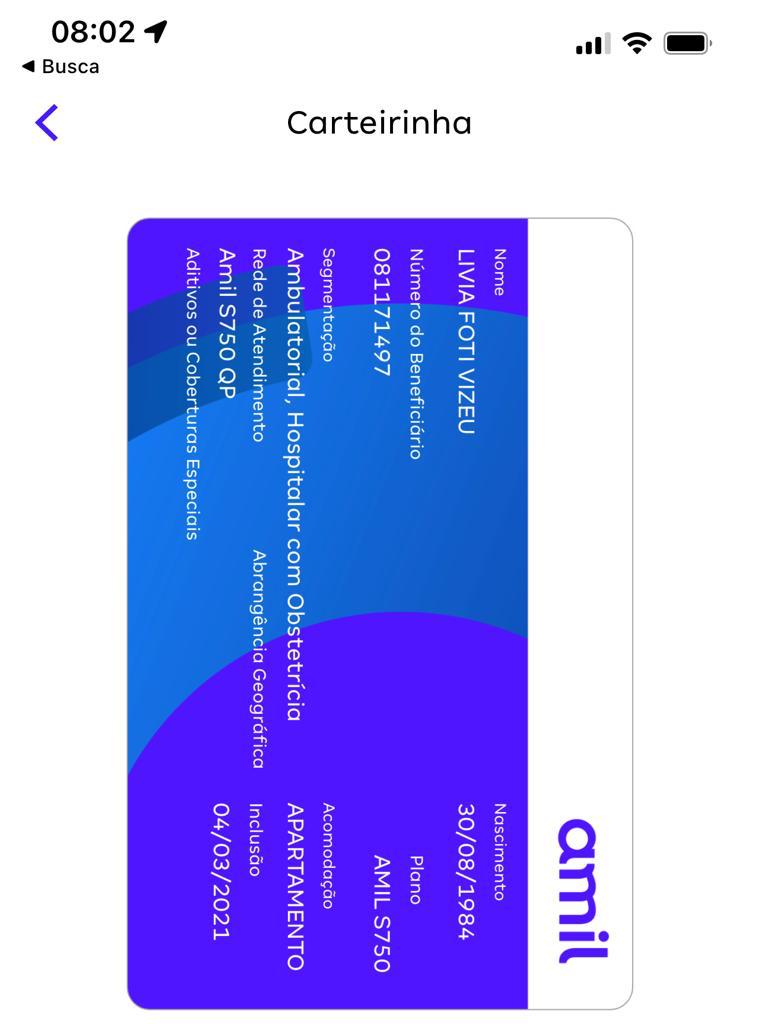 08:02
◀ Busca
Carteirinha
amil
Nome
Nascimento
LIVIA FOTI VIZEU
30/08/1984
Número do Beneficiário
Plano
081171497
AMIL S750
Segmentação
Acomodação
Ambulatorial, Hospitalar com Obstetrícia
APARTAMENTO
Rede de Atendimento
Abrangência Geográfica
Inclusão
Amil S750 QP
04/03/2021
Aditivos ou Coberturas Especiais